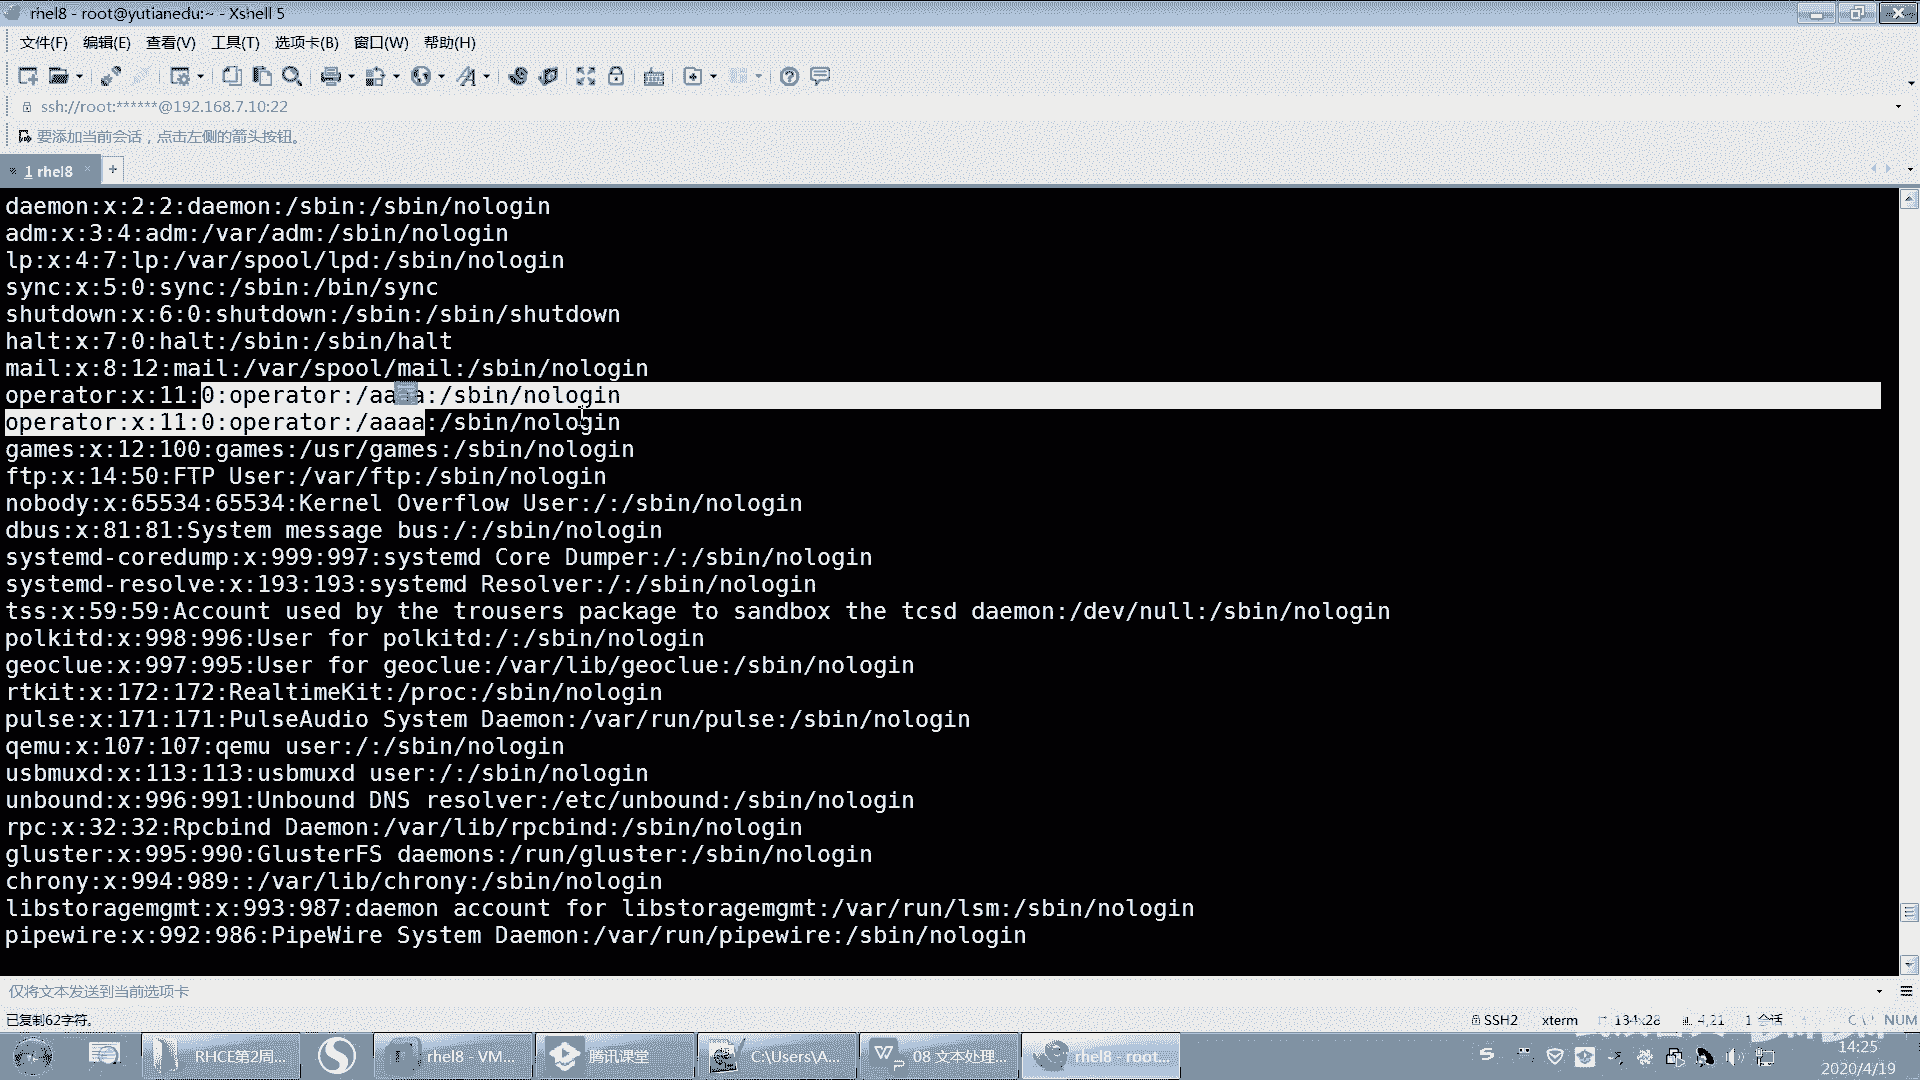 rhel8 - root@yutianedu:~ - Xshell 5
文件(F) 编辑(E) 查看(V) 工具(T) 选项卡(B) 窗口(W) 帮助(H)
ssh://root:******@192.168.7.10:22
要添加当前会话，点击左侧的箭头按钮。
1 rhel8
daemon:x:2:2:daemon:/sbin:/sbin/nologin
adm:x:3:4:adm:/var/adm:/sbin/nologin
lp:x:4:7:lp:/var/spool/lpd:/sbin/nologin
sync:x:5:0:sync:/sbin:/bin/sync
shutdown:x:6:0:shutdown:/sbin:/sbin/shutdown
halt:x:7:0:halt:/sbin:/sbin/halt
mail:x:8:12:mail:/var/spool/mail:/sbin/nologin
operator:x:11:0:operator:/aaaa:/sbin/nologin
operator:x:11:0:operator:/aaaa:/sbin/nologin
games:x:12:100:games:/usr/games:/sbin/nologin
ftp:x:14:50:FTP User:/var/ftp:/sbin/nologin
nobody:x:65534:65534:Kernel Overflow User:/:/sbin/nologin
dbus:x:81:81:System message bus:/:/sbin/nologin
systemd-coredump:x:999:997:systemd Core Dumper:/:/sbin/nologin
systemd-resolve:x:193:193:systemd Resolver:/:/sbin/nologin
tss:x:59:59:Account used by the trousers package to sandbox the tcsd daemon:/dev/null:/sbin/nologin
polkitd:x:998:996:User for polkitd:/:/sbin/nologin
geoclue:x:997:995:User for geoclue:/var/lib/geoclue:/sbin/nologin
rtkit:x:172:172:RealtimeKit:/proc:/sbin/nologin
pulse:x:171:171:PulseAudio System Daemon:/var/run/pulse:/sbin/nologin
qemu:x:107:107:qemu user:/:/sbin/nologin
usbmuxd:x:113:113:usbmuxd user:/:/sbin/nologin
unbound:x:996:991:Unbound DNS resolver:/etc/unbound:/sbin/nologin
rpc:x:32:32:Rpcbind Daemon:/var/lib/rpcbind:/sbin/nologin
gluster:x:995:990:GlusterFS daemons:/run/gluster:/sbin/nologin
chrony:x:994:989::/var/lib/chrony:/sbin/nologin
libstoragemgmt:x:993:987:daemon account for libstoragemgmt:/var/run/lsm:/sbin/nologin
pipewire:x:992:986:PipeWire System Daemon:/var/run/pipewire:/sbin/nologin
仅将文本发送到当前选项卡
已复制62字符。 SSH2 xterm 134x28 4,21 1 会话 NUM
RHCE第2周... rhel8 - VM... 腾讯课堂 C:\Users\A... 08 文本处理... rhel8 - root...
14:25
2020/4/19